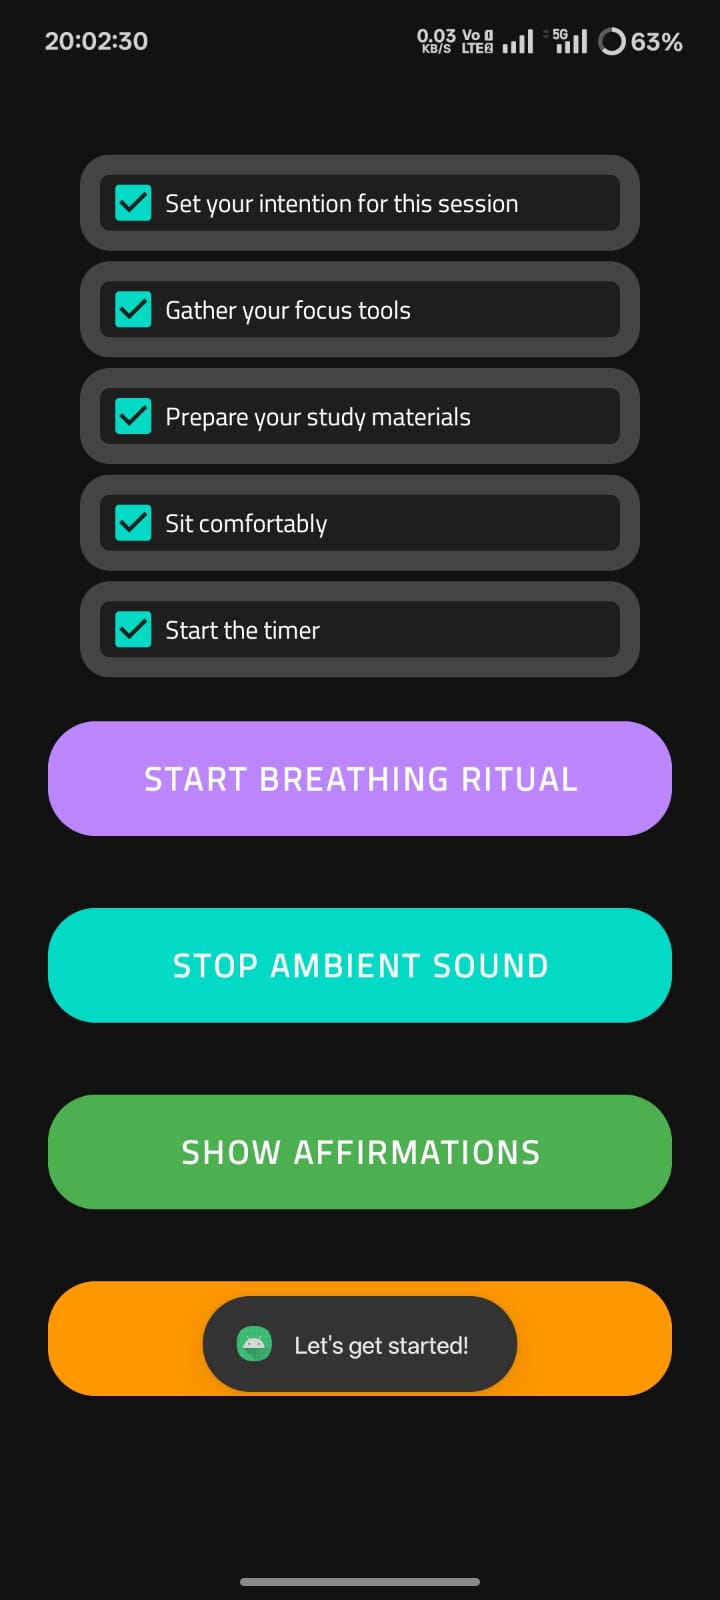 20:02:30 0.03 KB/S Vo LTE2 5G 63%
Set your intention for this session
Gather your focus tools
Prepare your study materials
Sit comfortably
Start the timer
START BREATHING RITUAL
STOP AMBIENT SOUND
SHOW AFFIRMATIONS
Let's get started!